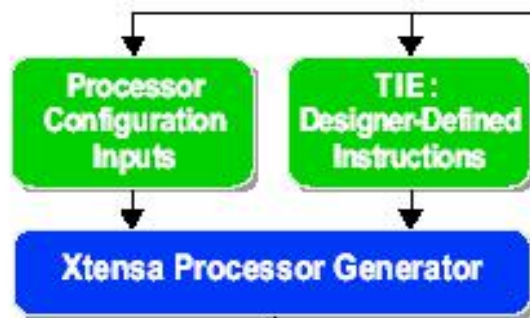 Processor
Configuration
Inputs
TIE:
Designer-Defined
Instructions
Xtensa Processor Generator